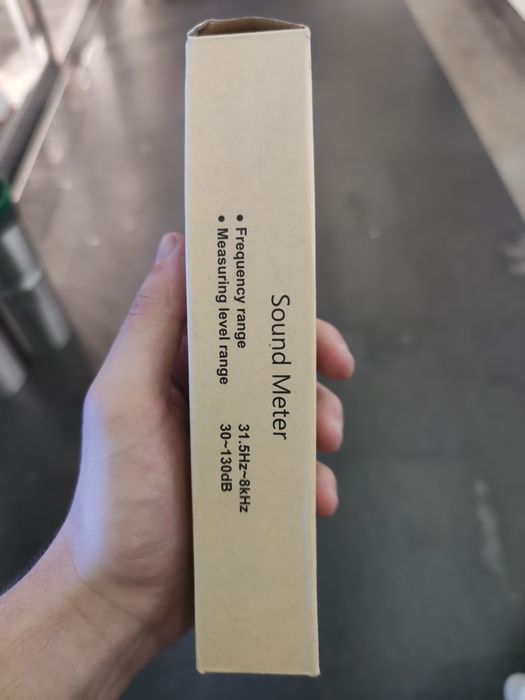 Sound Meter
• Frequency range 31.5Hz~8kHz
• Measuring level range 30~130dB